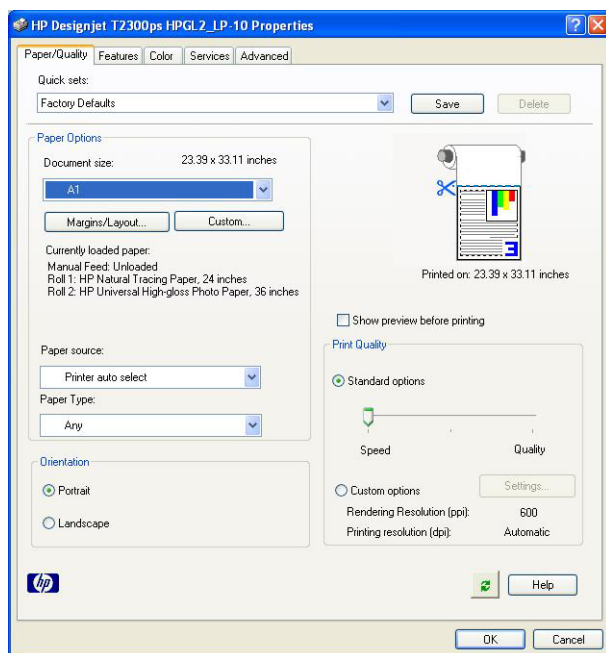 HP Designjet T2300ps HPGL2_LP-10 Properties
Paper/Quality Features Color Services Advanced
Quick sets:
Factory Defaults
Save
Delete
Paper Options
Document size: 23.39 x 33.11 inches
A1
Margins/Layout...
Custom...
Currently loaded paper:
Manual Feed: Unloaded
Roll 1: HP Natural Tracing Paper, 24 inches
Roll 2: HP Universal High-gloss Photo Paper, 36 inches
Paper source:
Printer auto select
Paper Type:
Any
Orientation
Portrait
Landscape
3
Printed on: 23.39 x 33.11 inches
Show preview before printing
Print Quality
Standard options
Speed Quality
Custom options
Settings...
Rendering Resolution (ppi): 600
Printing resolution (dpi): Automatic
hp
Help
OK
Cancel